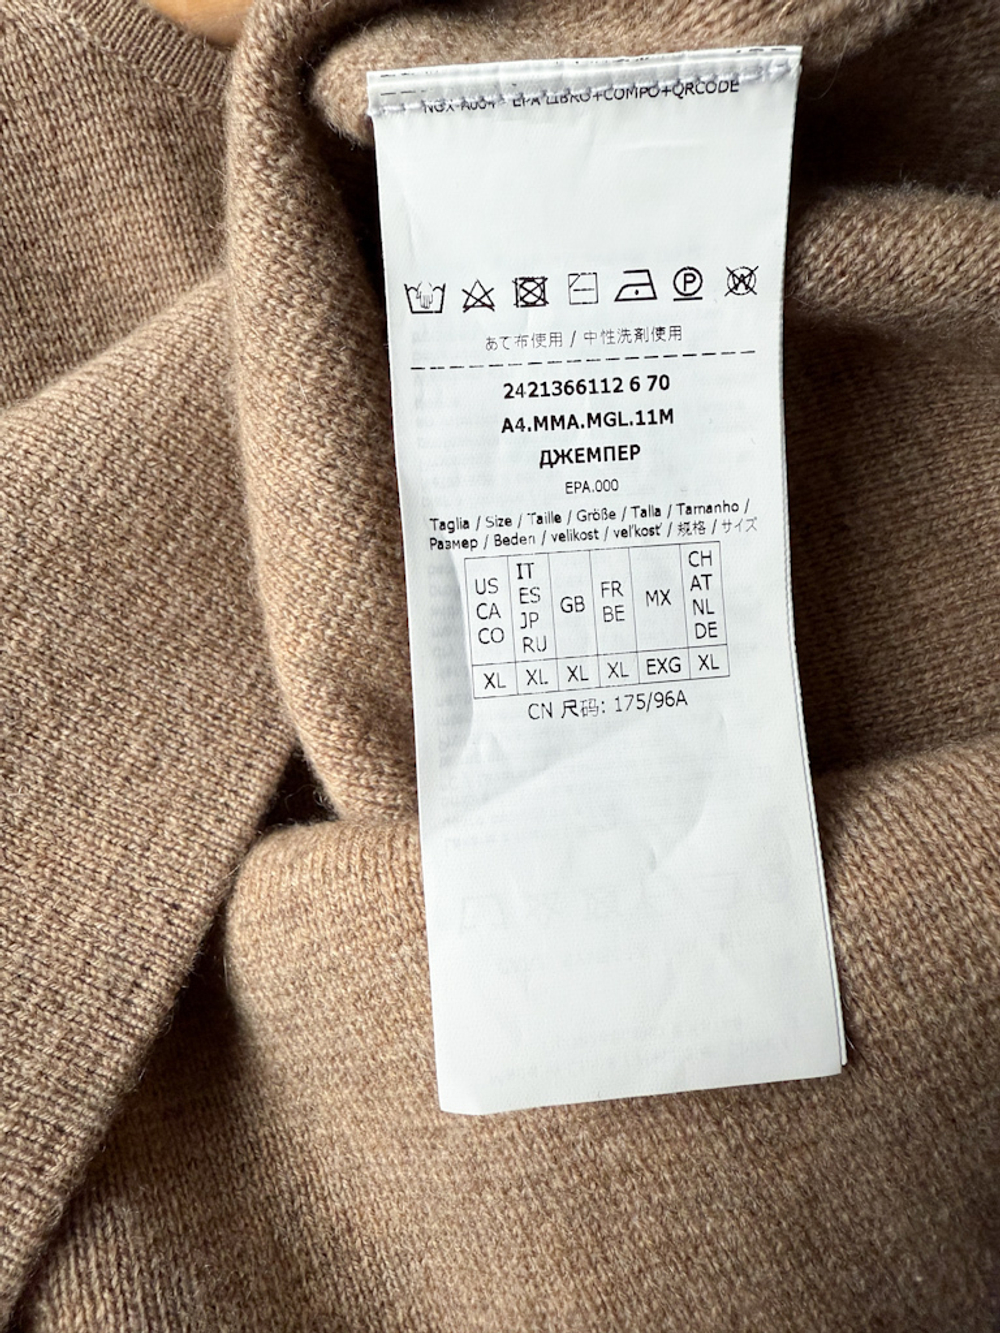 COMPO+QRCODE
あて布使用 / 中性洗剤使用
2421366112 6 70
A4.MMA.MGL.11M
ДЖЕМПЕР
EPA.000
Taglia / Size / Taille / Größe / Talla / Tamanho /
Размер / Beden / velikost / veľkosť / 规格 / サイズ
US CA CO IT ES JP RU GB FR BE MX CH AT NL DE
XL XL XL XL EXG XL
CN 尺码: 175/96A